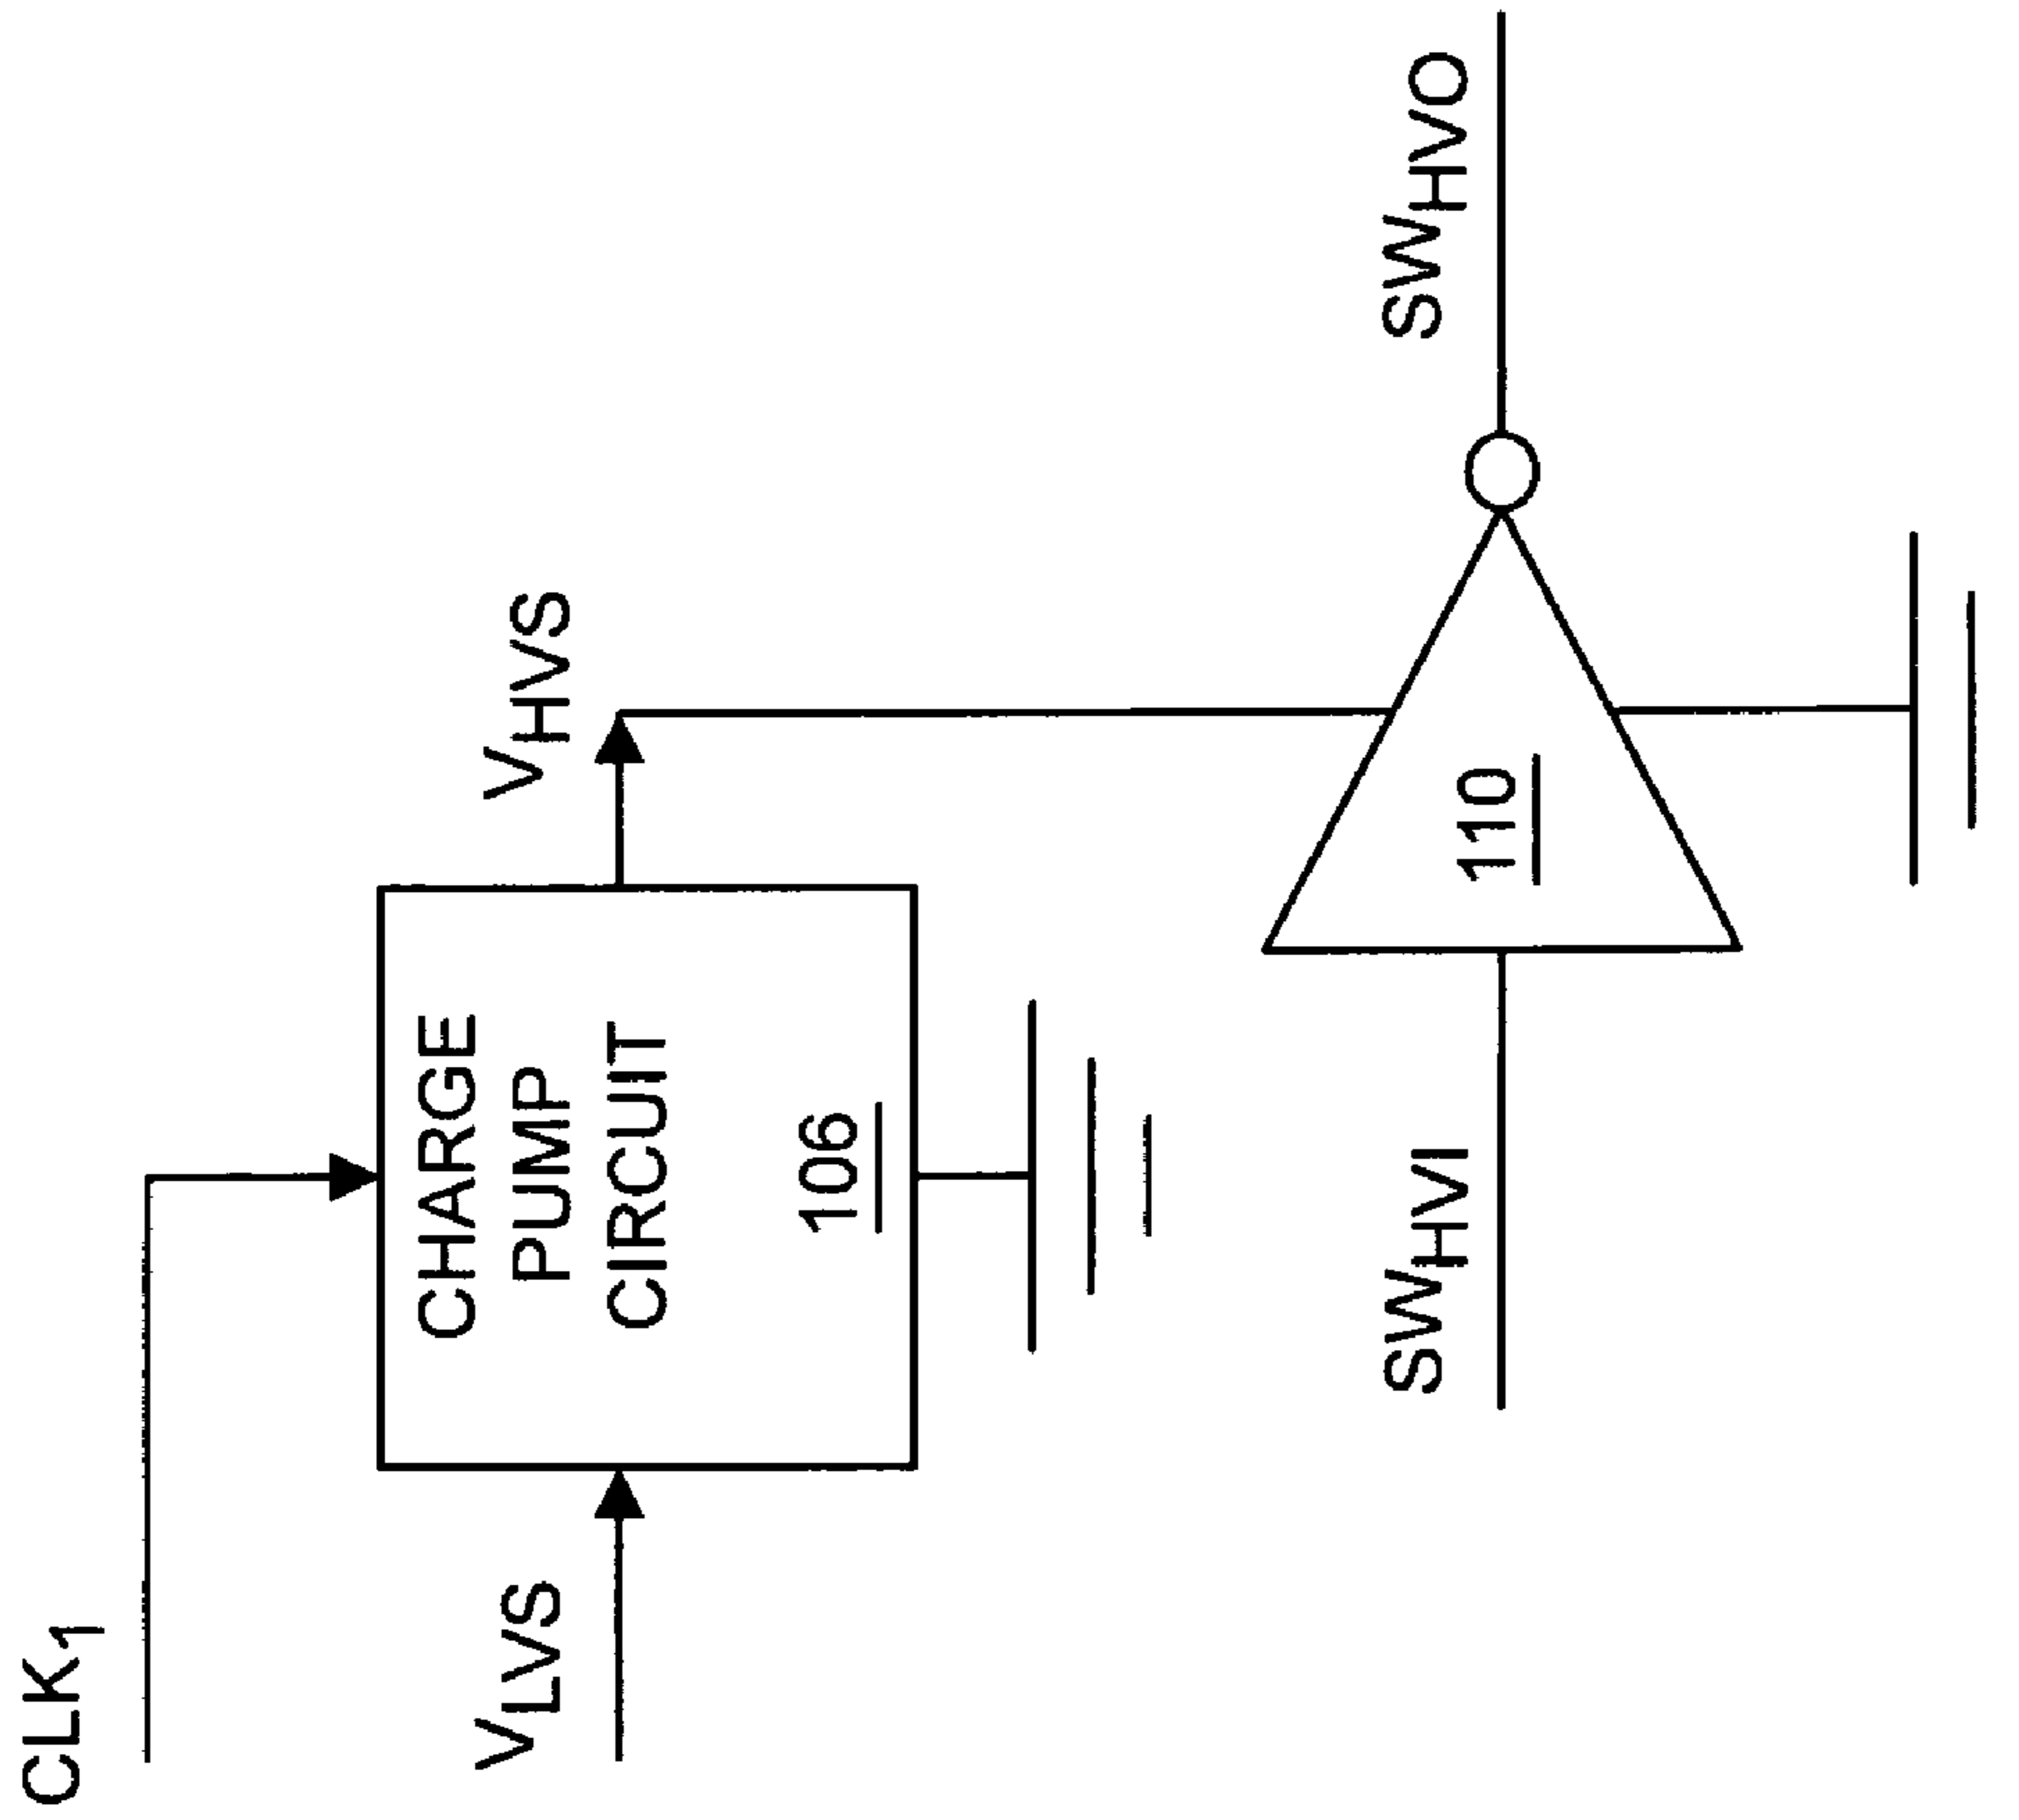 CLK1
VLVS
CHARGE
PUMP
CIRCUIT
106
VHVS
SWHVI
110
SWHVO